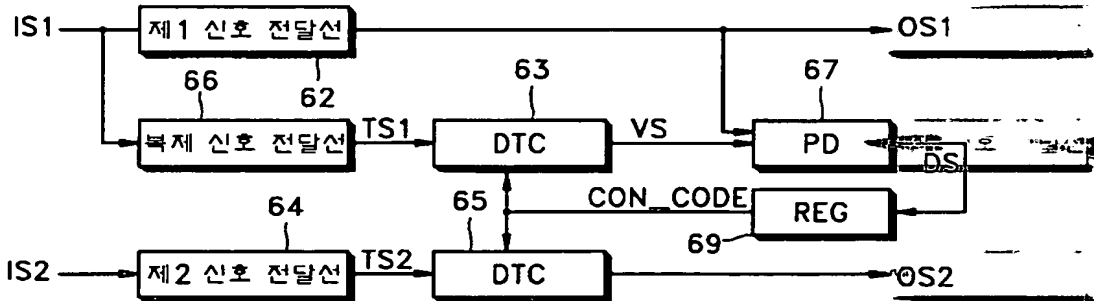 IS1
제1 신호 전달선
OS1
62
66
63
67
복제 신호 전달선
TS1
DTC
VS
PD
호
DS
CON_CODE
REG
69
64
65
IS2
제2 신호 전달선
TS2
DTC
OS2